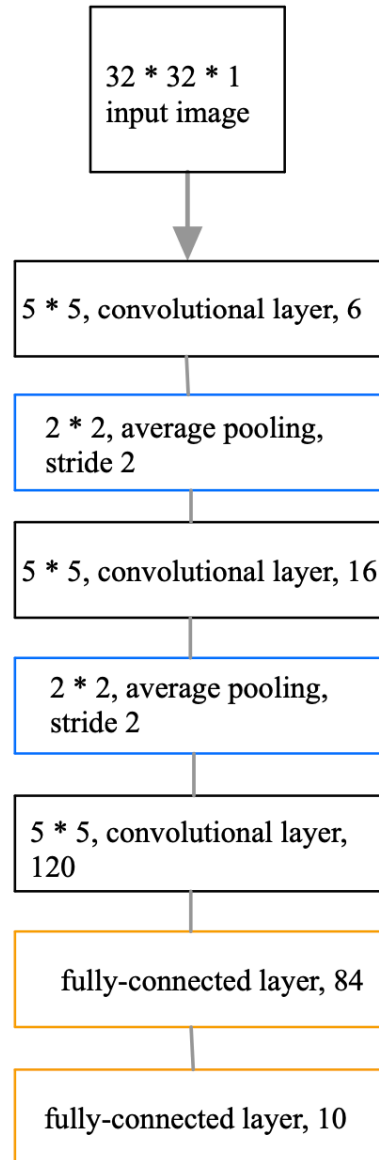 32 * 32 * 1
input image
5 * 5, convolutional layer, 6
2 * 2, average pooling,
stride 2
5 * 5, convolutional layer, 16
2 * 2, average pooling,
stride 2
5 * 5, convolutional layer,
120
fully-connected layer, 84
fully-connected layer, 10